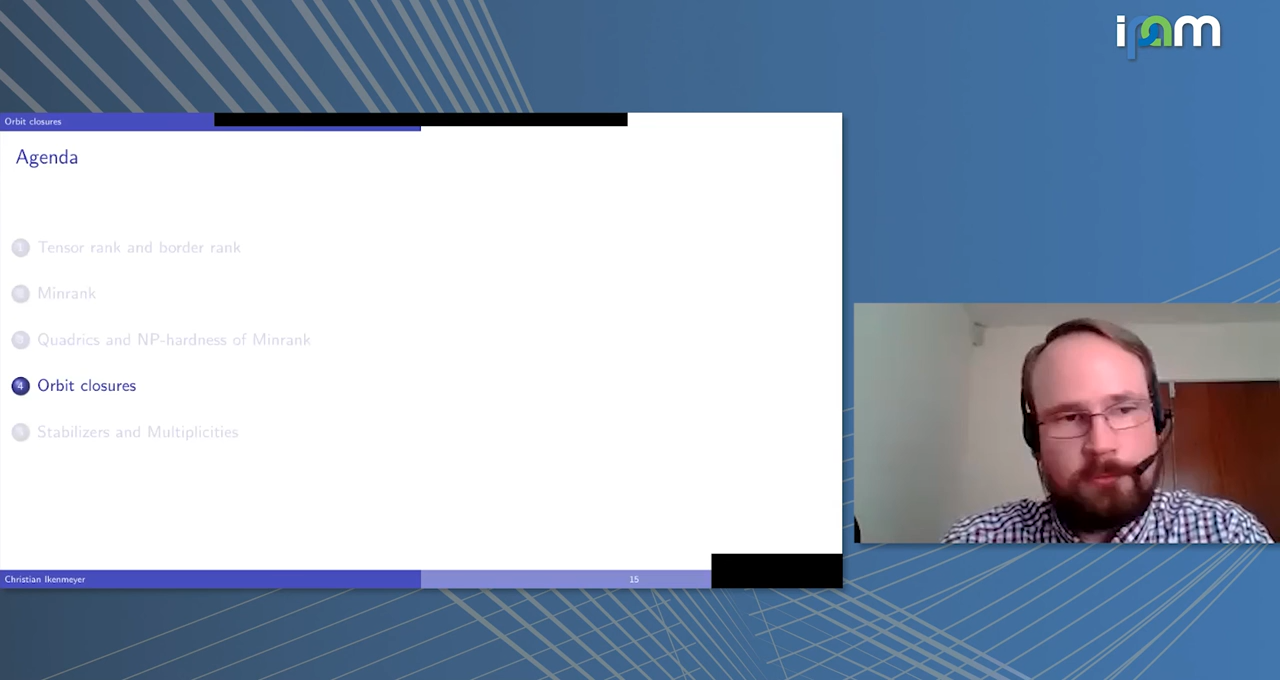 ipam
Orbit closures
Agenda
Tensor rank and border rank
Minrank
Quadrics and NP-hardness of Minrank
4 Orbit closures
Stabilizers and Multiplicities
Christian Ikenmeyer
15